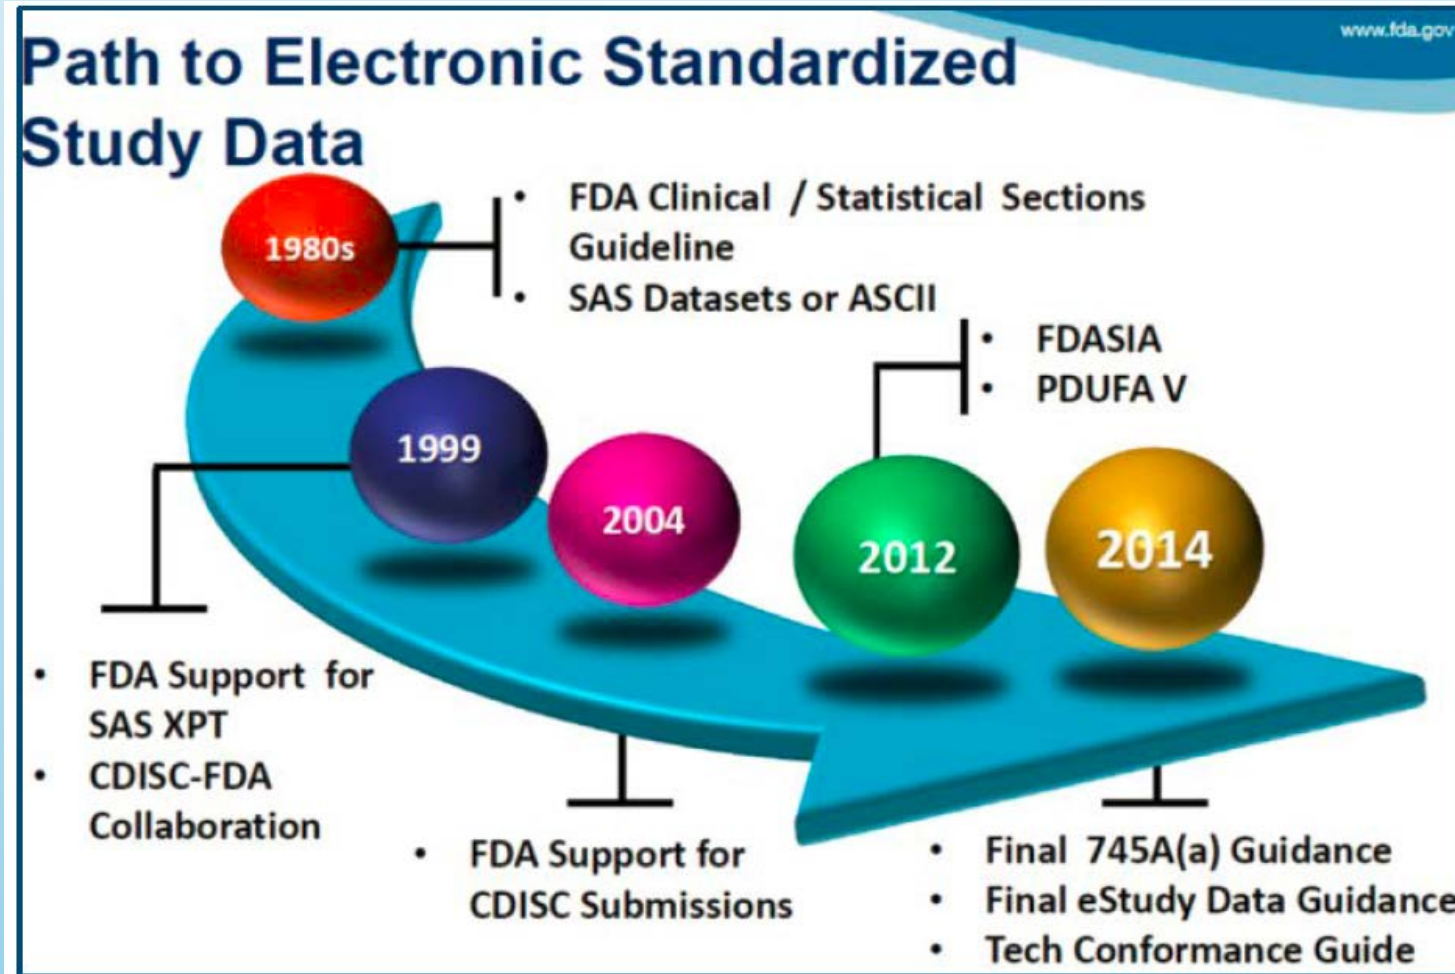 www.fda.gov
Path to Electronic Standardized
Study Data
1980s
• FDA Clinical / Statistical Sections
Guideline
• SAS Datasets or ASCII
• FDASIA
• PDUFA V
1999
2004
2012
2014
• FDA Support for
SAS XPT
• CDISC-FDA
Collaboration
• FDA Support for
CDISC Submissions
• Final 745A(a) Guidance
• Final eStudy Data Guidance
• Tech Conformance Guide